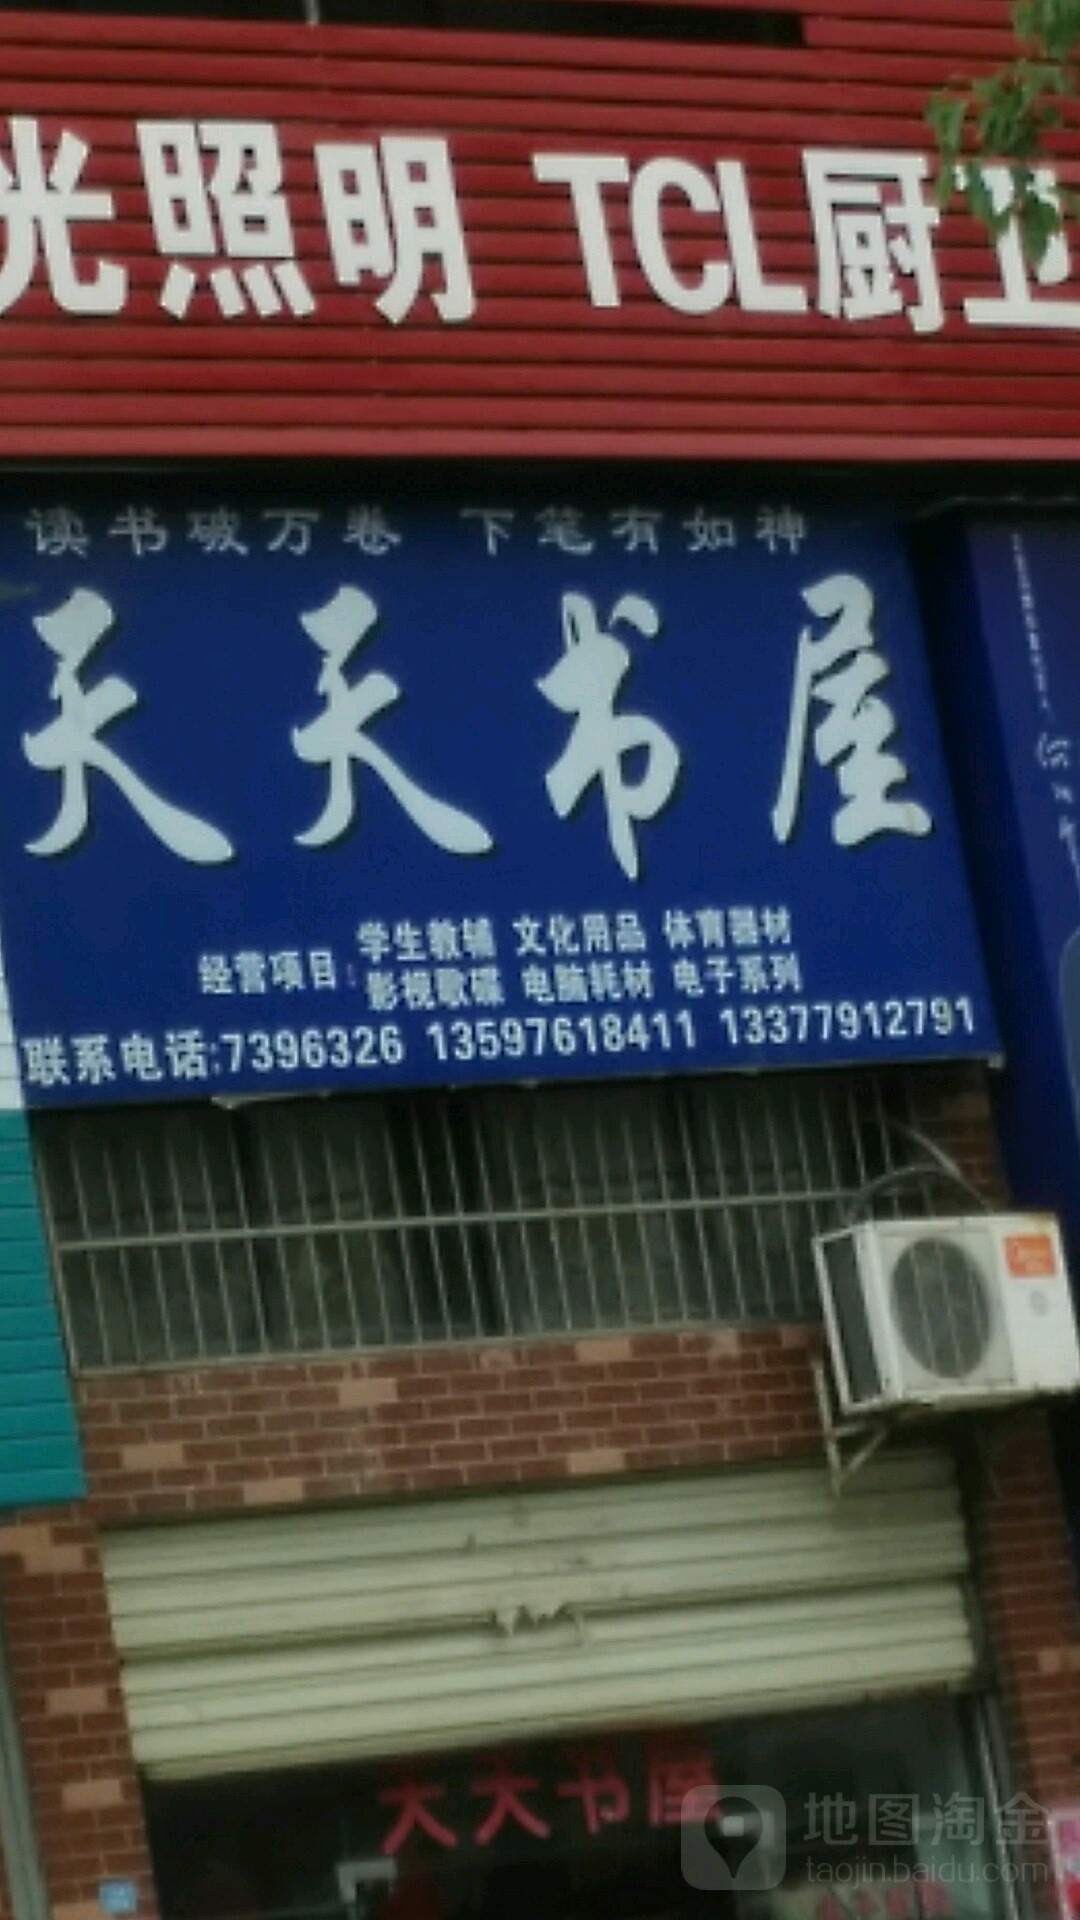 光照明 TCL厨卫
读书破万卷 下笔有如神
天天书屋
经营项目:
学生教辅 文化用品 体育器材
影视歌碟 电脑耗材 电子系列
联系电话:7396326 13597618411 13377912791
天天书屋
地图淘金
taojin.baidu.com